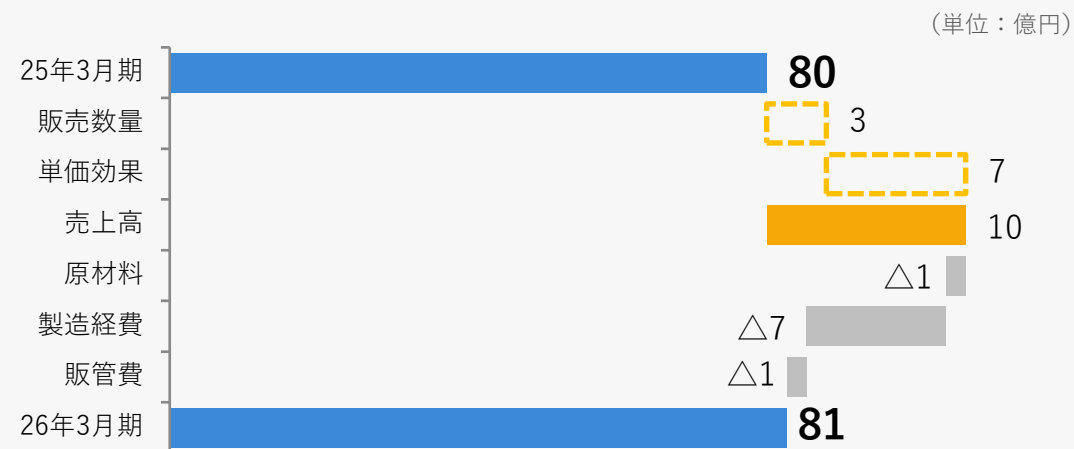 (単位：億円)
25年3月期 80
販売数量 3
単価効果 7
売上高 10
原材料 △1
製造経費 △7
販管費 △1
26年3月期 81